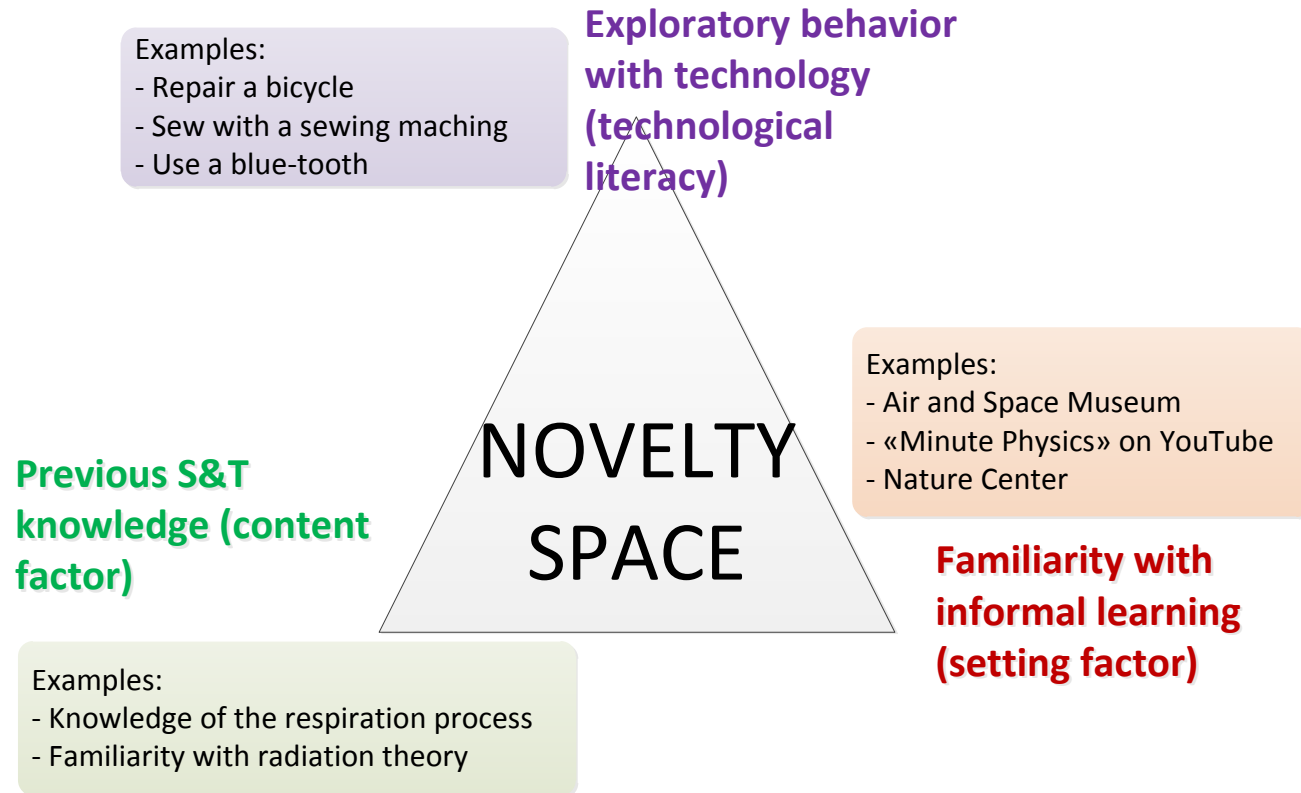 Exploratory behavior
with technology
(technological
literacy)
Examples:
- Repair a bicycle
- Sew with a sewing maching
- Use a blue-tooth
Examples:
- Air and Space Museum
- «Minute Physics» on YouTube
- Nature Center
NOVELTY
SPACE
Previous S&T
knowledge (content
factor)
Familiarity with
informal learning
(setting factor)
Examples:
- Knowledge of the respiration process
- Familiarity with radiation theory